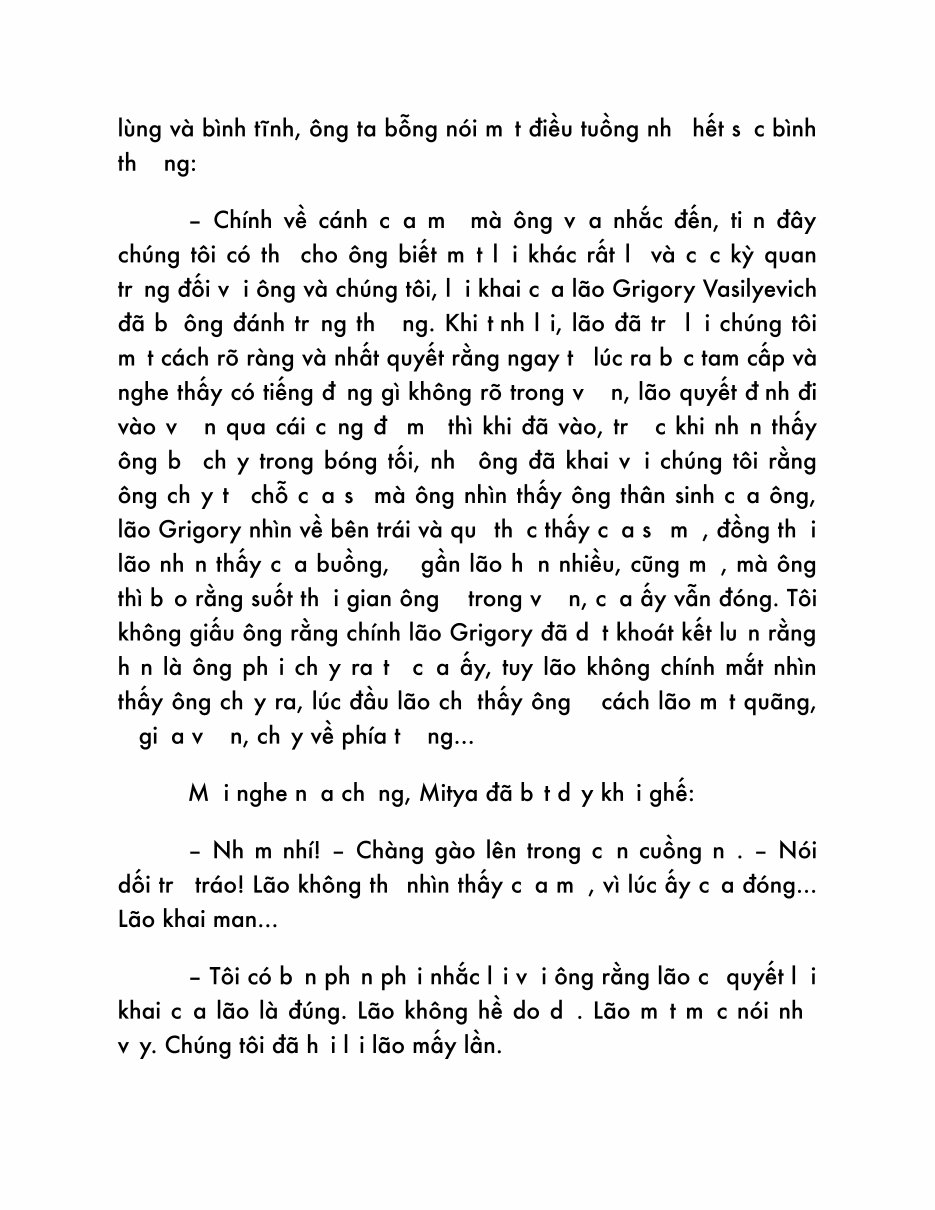 lùng và bình tĩnh, ông ta bỗng nói m t điều tuồng nh hết s c bình
th ng:
– Chính về cánh c a m mà ông v a nhắc đến, ti n đây
chúng tôi có th cho ông biết m t l i khác rất l và c c kỳ quan
tr ng đối v i ông và chúng tôi, l i khai c a lão Grigory Vasilyevich
đã b ông đánh tr ng th ng. Khi t nh l i, lão đã tr l i chúng tôi
m t cách rõ ràng và nhất quyết rằng ngay t lúc ra b c tam cấp và
nghe thấy có tiếng đ ng gì không rõ trong v n, lão quyết đ nh đi
vào v n qua cái c ng đ m thì khi đã vào, tr c khi nh n thấy
ông b ch y trong bóng tối, nh ông đã khai v i chúng tôi rằng
ông ch y t chỗ c a s mà ông nhìn thấy ông thân sinh c a ông,
lão Grigory nhìn về bên trái và qu th c thấy c a s m , đồng th i
lão nh n thấy c a buồng, gần lão h n nhiều, cũng m , mà ông
thì b o rằng suốt th i gian ông trong v n, c a ấy vẫn đóng. Tôi
không giấu ông rằng chính lão Grigory đã d t khoát kết lu n rằng
h n là ông ph i ch y ra t c a ấy, tuy lão không chính mắt nhìn
thấy ông ch y ra, lúc đầu lão ch thấy ông cách lão m t quãng,
gi a v n, ch y về phía t ng...
M i nghe n a ch ng, Mitya đã b t d y kh i ghế:
– Nh m nhí! – Chàng gào lên trong c n cuồng n . – Nói
dối tr tráo! Lão không th nhìn thấy c a m , vì lúc ấy c a đóng...
Lão khai man...
– Tôi có b n ph n ph i nhắc l i v i ông rằng lão c quyết l i
khai c a lão là đúng. Lão không hề do d . Lão m t m c nói nh
v y. Chúng tôi đã h i l i lão mấy lần.